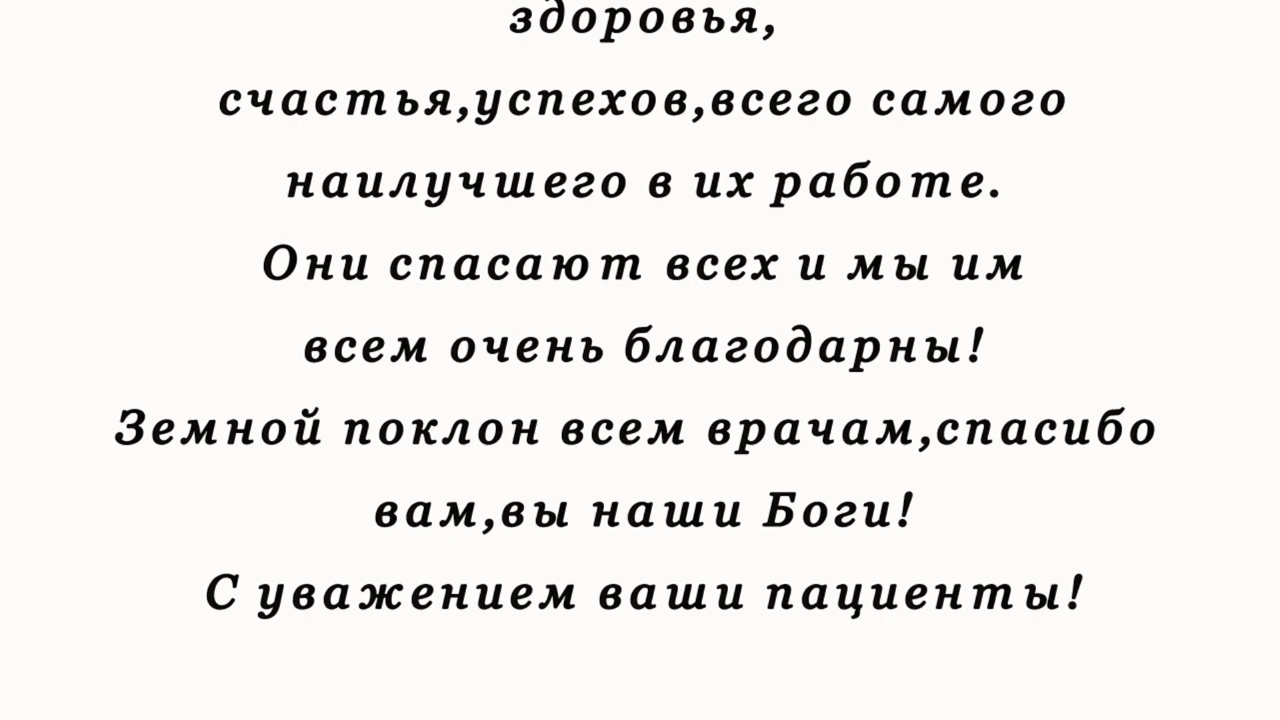 здоровья,
счастья,успехов,всего самого
наилучшего в их работе.
Они спасают всех и мы им
всем очень благодарны!
Земной поклон всем врачам,спасибо
вам,вы наши Боги!
С уважением ваши пациенты!